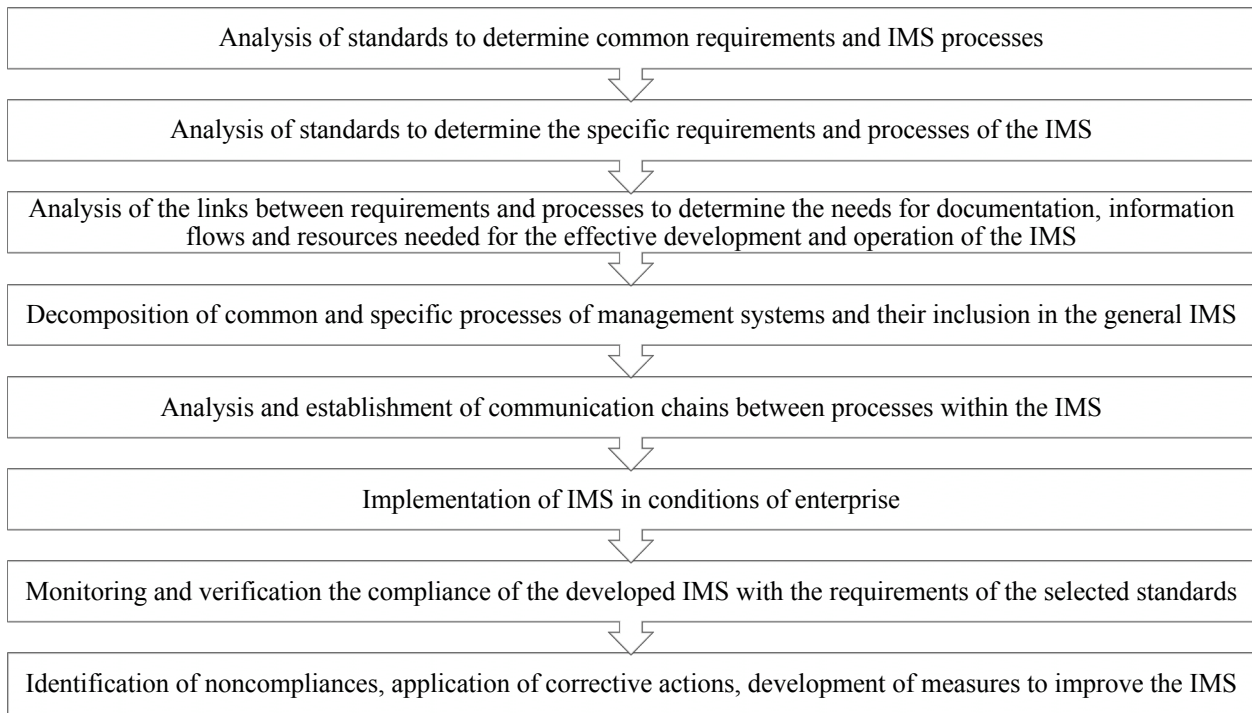 Analysis of standards to determine common requirements and IMS processes
Analysis of standards to determine the specific requirements and processes of the IMS
Analysis of the links between requirements and processes to determine the needs for documentation, information
flows and resources needed for the effective development and operation of the IMS
Decomposition of common and specific processes of management systems and their inclusion in the general IMS
Analysis and establishment of communication chains between processes within the IMS
Implementation of IMS in conditions of enterprise
Monitoring and verification the compliance of the developed IMS with the requirements of the selected standards
Identification of noncompliances, application of corrective actions, development of measures to improve the IMS